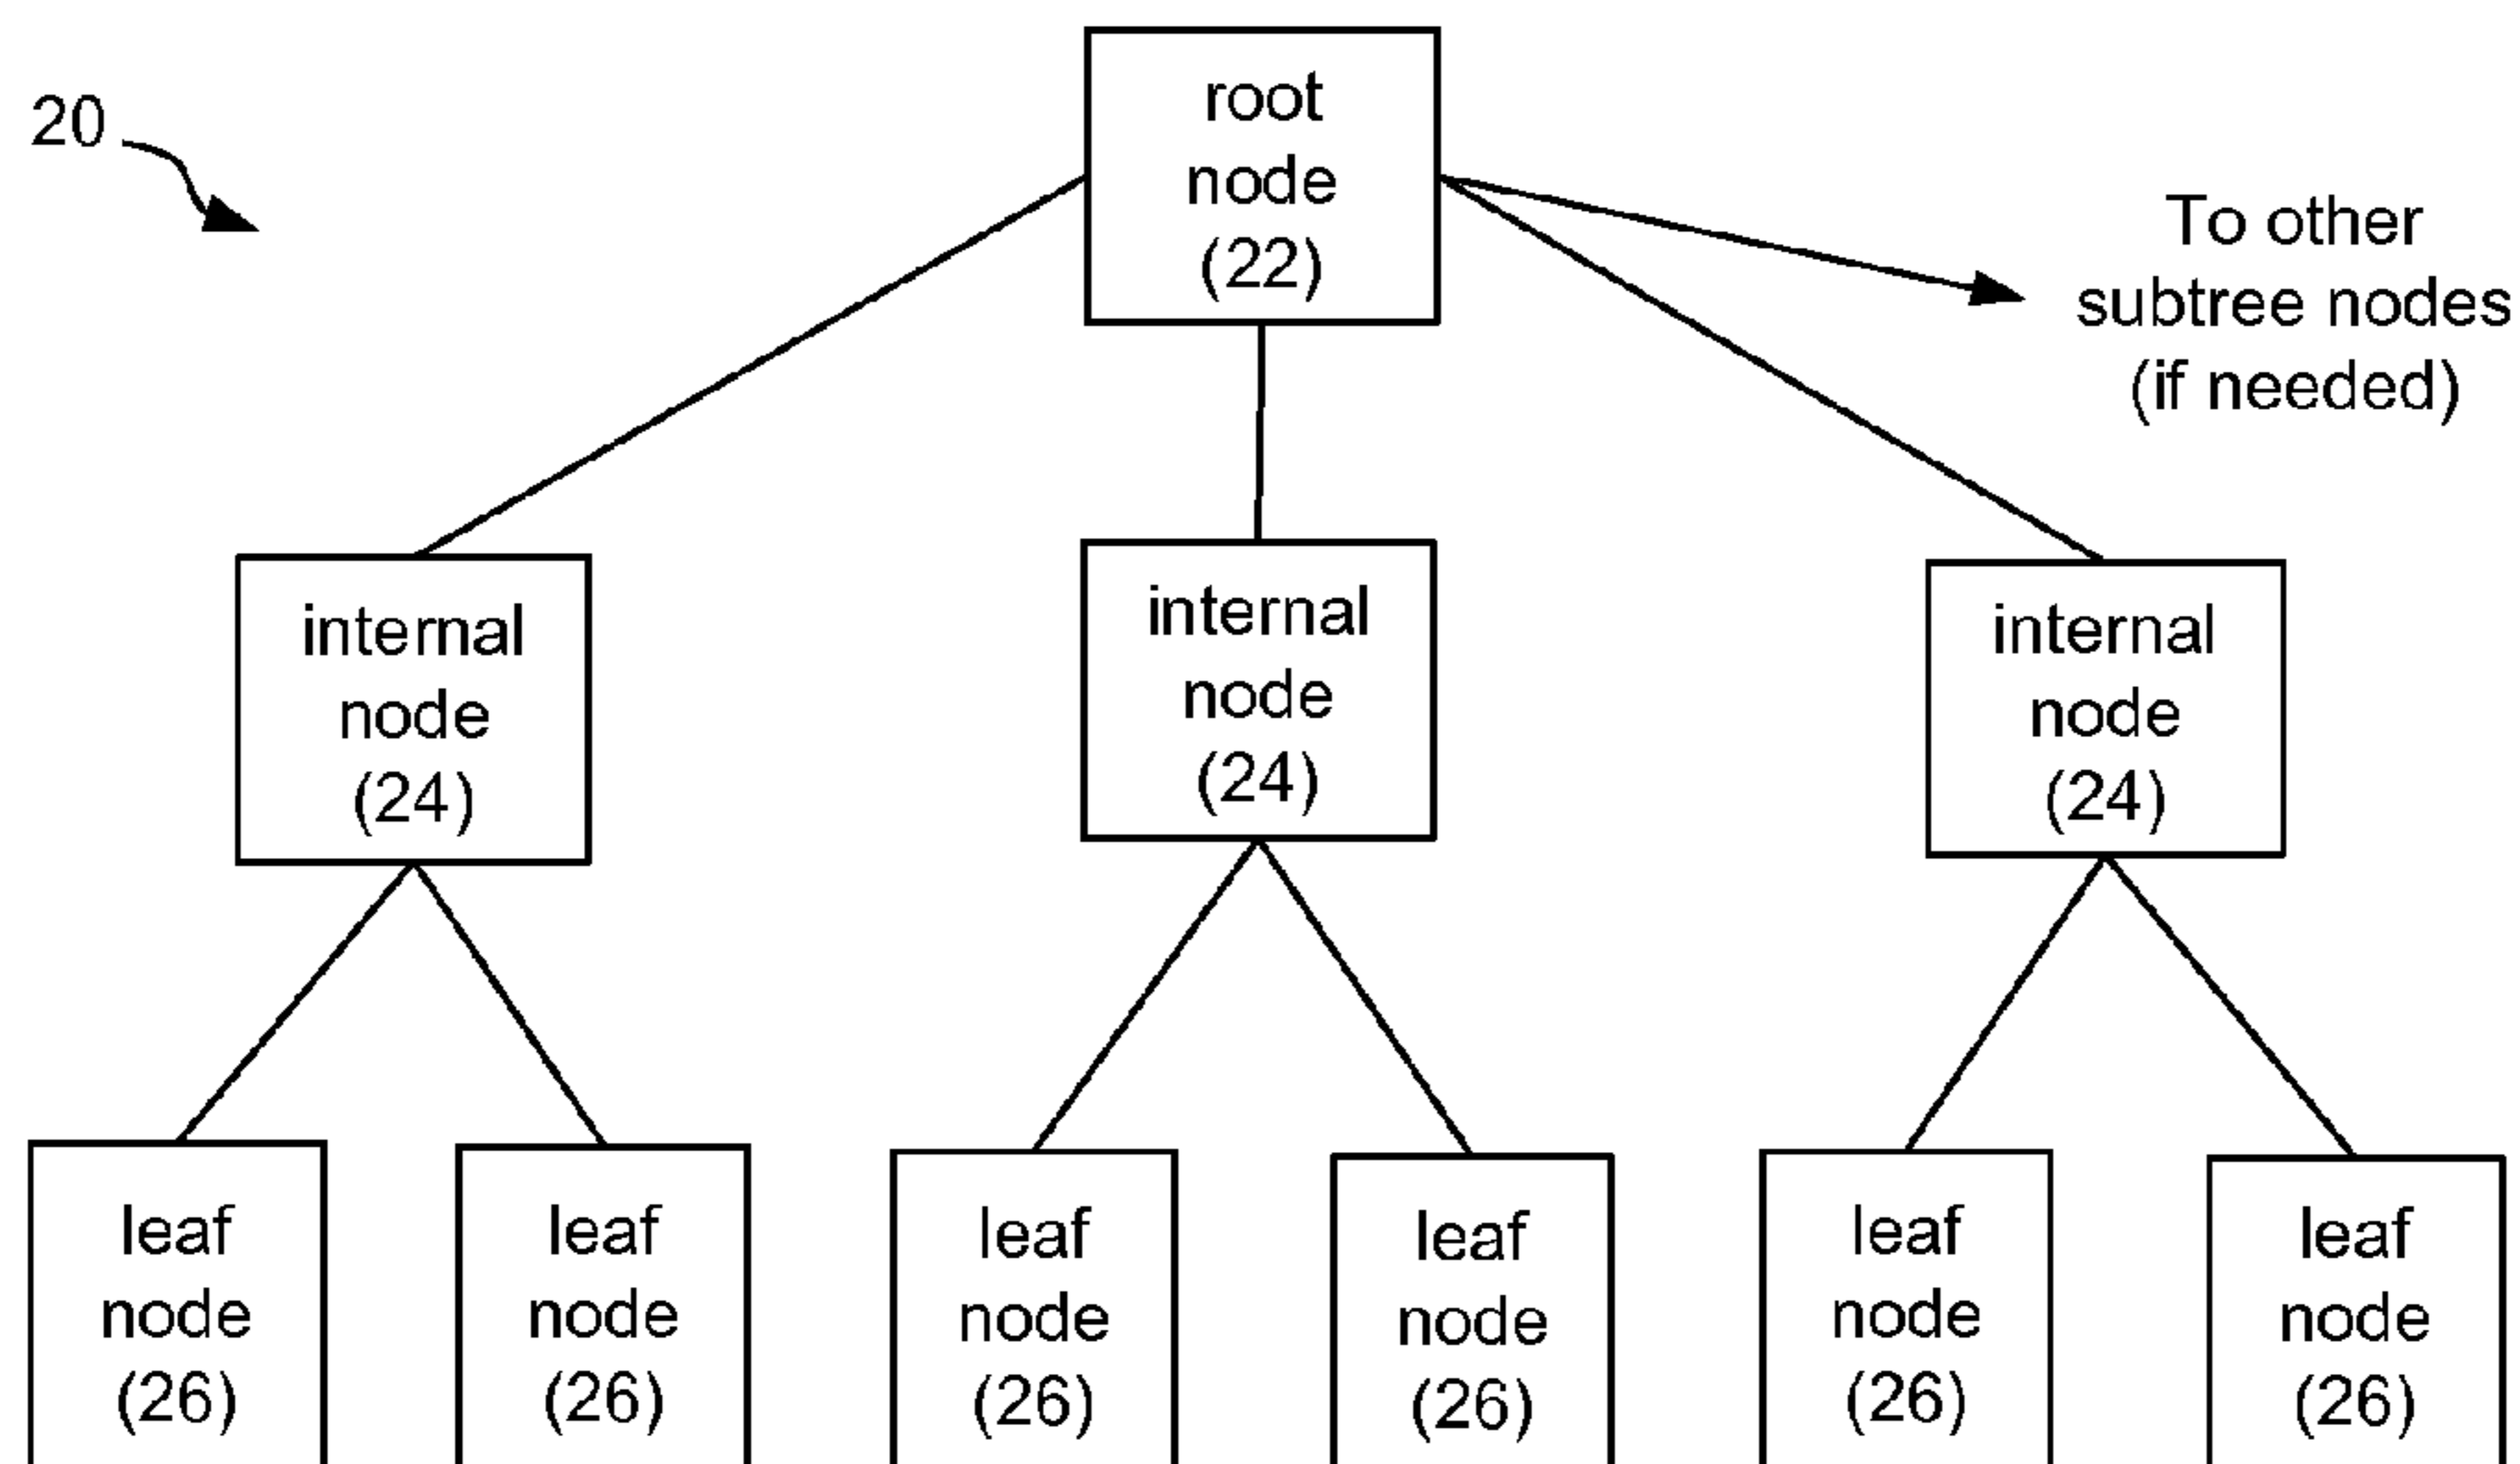 20
root
node
(22)
To other
subtree nodes
(if needed)
internal
node
(24)
internal
node
(24)
internal
node
(24)
leaf
node
(26)
leaf
node
(26)
leaf
node
(26)
leaf
node
(26)
leaf
node
(26)
leaf
node
(26)